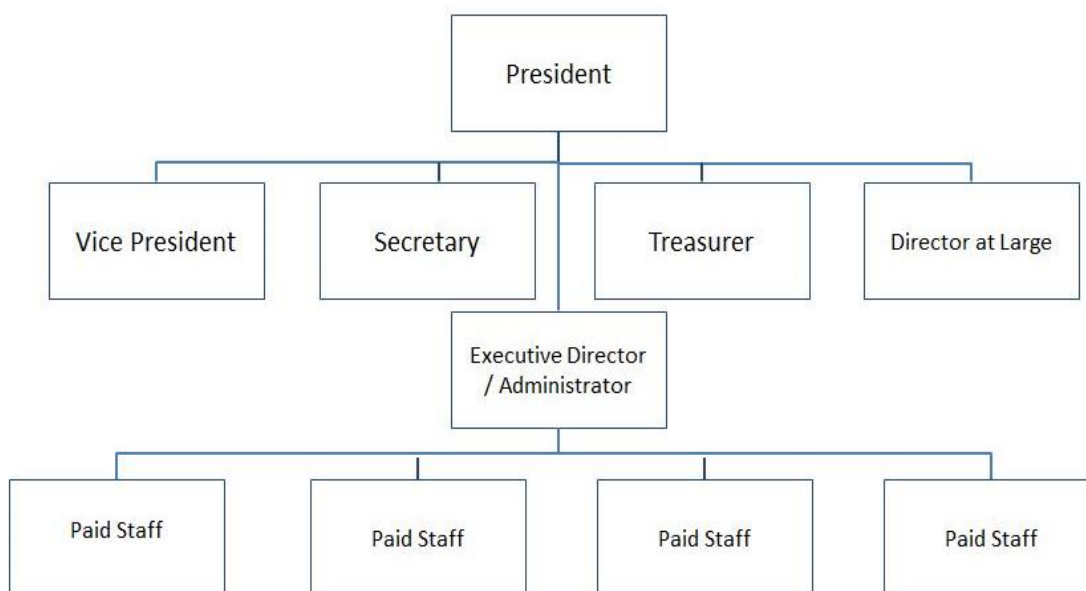 President
Vice President
Secretary
Treasurer
Director at Large
Executive Director
/ Administrator
Paid Staff
Paid Staff
Paid Staff
Paid Staff